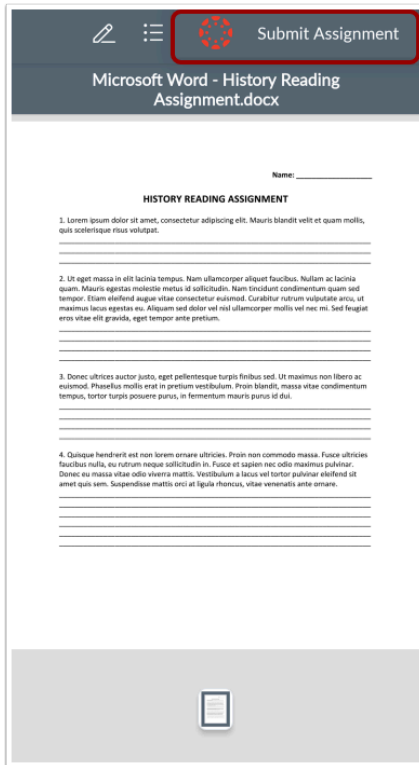 Submit Assignment
Microsoft Word - History Reading
Assignment.docx
Name: ____________________
HISTORY READING ASSIGNMENT
1. Lorem ipsum dolor sit amet, consectetur adipiscing elit. Mauris blandit velit et quam mollis,
quis scelerisque risus volutpat.
2. Ut eget massa in elit lacinia tempus. Nam ullamcorper aliquet faucibus. Nullam ac lacinia
quam. Mauris egestas molestie metus id sollicitudin. Nam tincidunt condimentum quam sed
tempor. Etiam eleifend augue vitae consectetur euismod. Curabitur rutrum vulputate arcu, ut
maximus lacus egestas eu. Aliquam sed dolor vel nisl ullamcorper mollis vel nec mi. Sed feugiat
eros vitae elit gravida, eget tempor ante pretium.
3. Donec ultrices auctor justo, eget pellentesque turpis finibus sed. Ut maximus non libero ac
euismod. Phasellus mollis erat in pretium vestibulum. Proin blandit, massa vitae condimentum
tempus, tortor turpis posuere purus, in fermentum mauris purus id dui.
4. Quisque hendrerit est non lorem ornare ultricies. Proin non commodo massa. Fusce ultricies
faucibus nulla, eu rutrum neque sollicitudin in. Fusce et sapien nec odio maximus pulvinar.
Donec eu massa vitae odio viverra mattis. Vestibulum a lacus vel tortor pulvinar eleifend sit
amet quis sem. Suspendisse mattis orci at ligula rhoncus, vitae venenatis ante ornare.